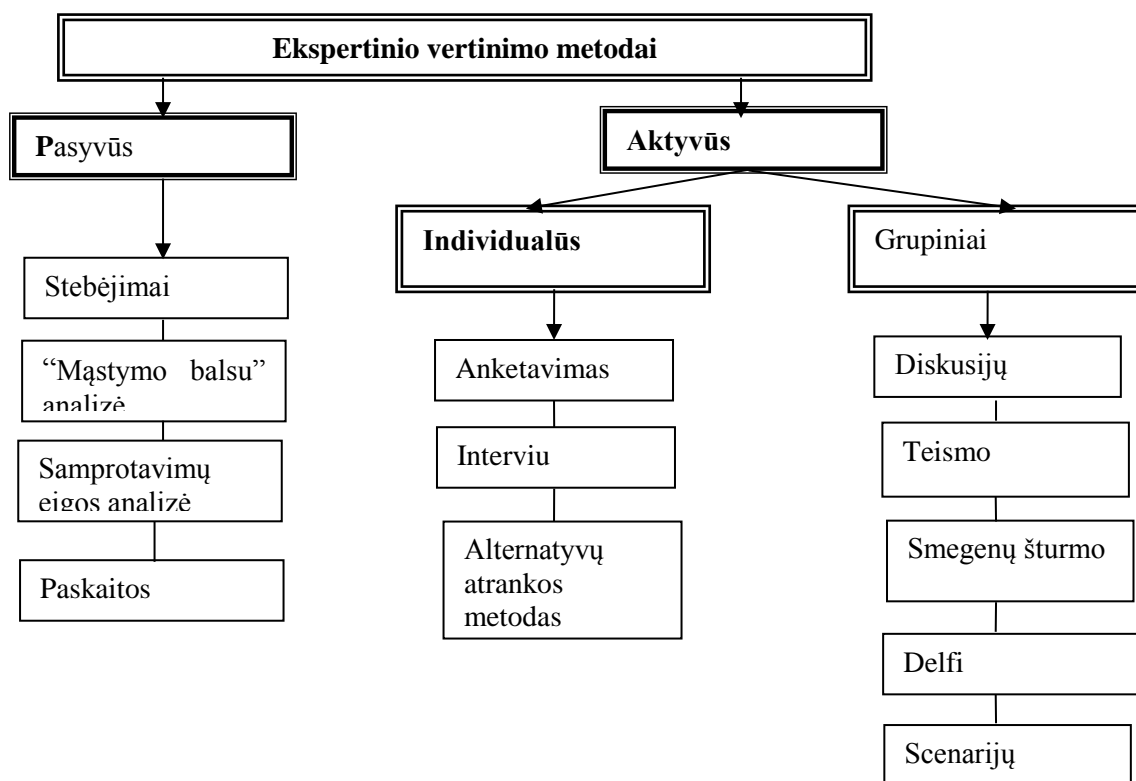 Ekspertinio vertinimo metodai
Pasyvūs
Aktyvūs
Individualūs
Grupiniai
Stebėjimai
“Mąstymo balsu”
analizė
Samprotavimų
eigos analizė
Paskaitos
Anketavimas
Interviu
Alternatyvų
atrankos
metodas
Diskusijų
Teismo
Smegenų šturmo
Delfi
Scenarijų